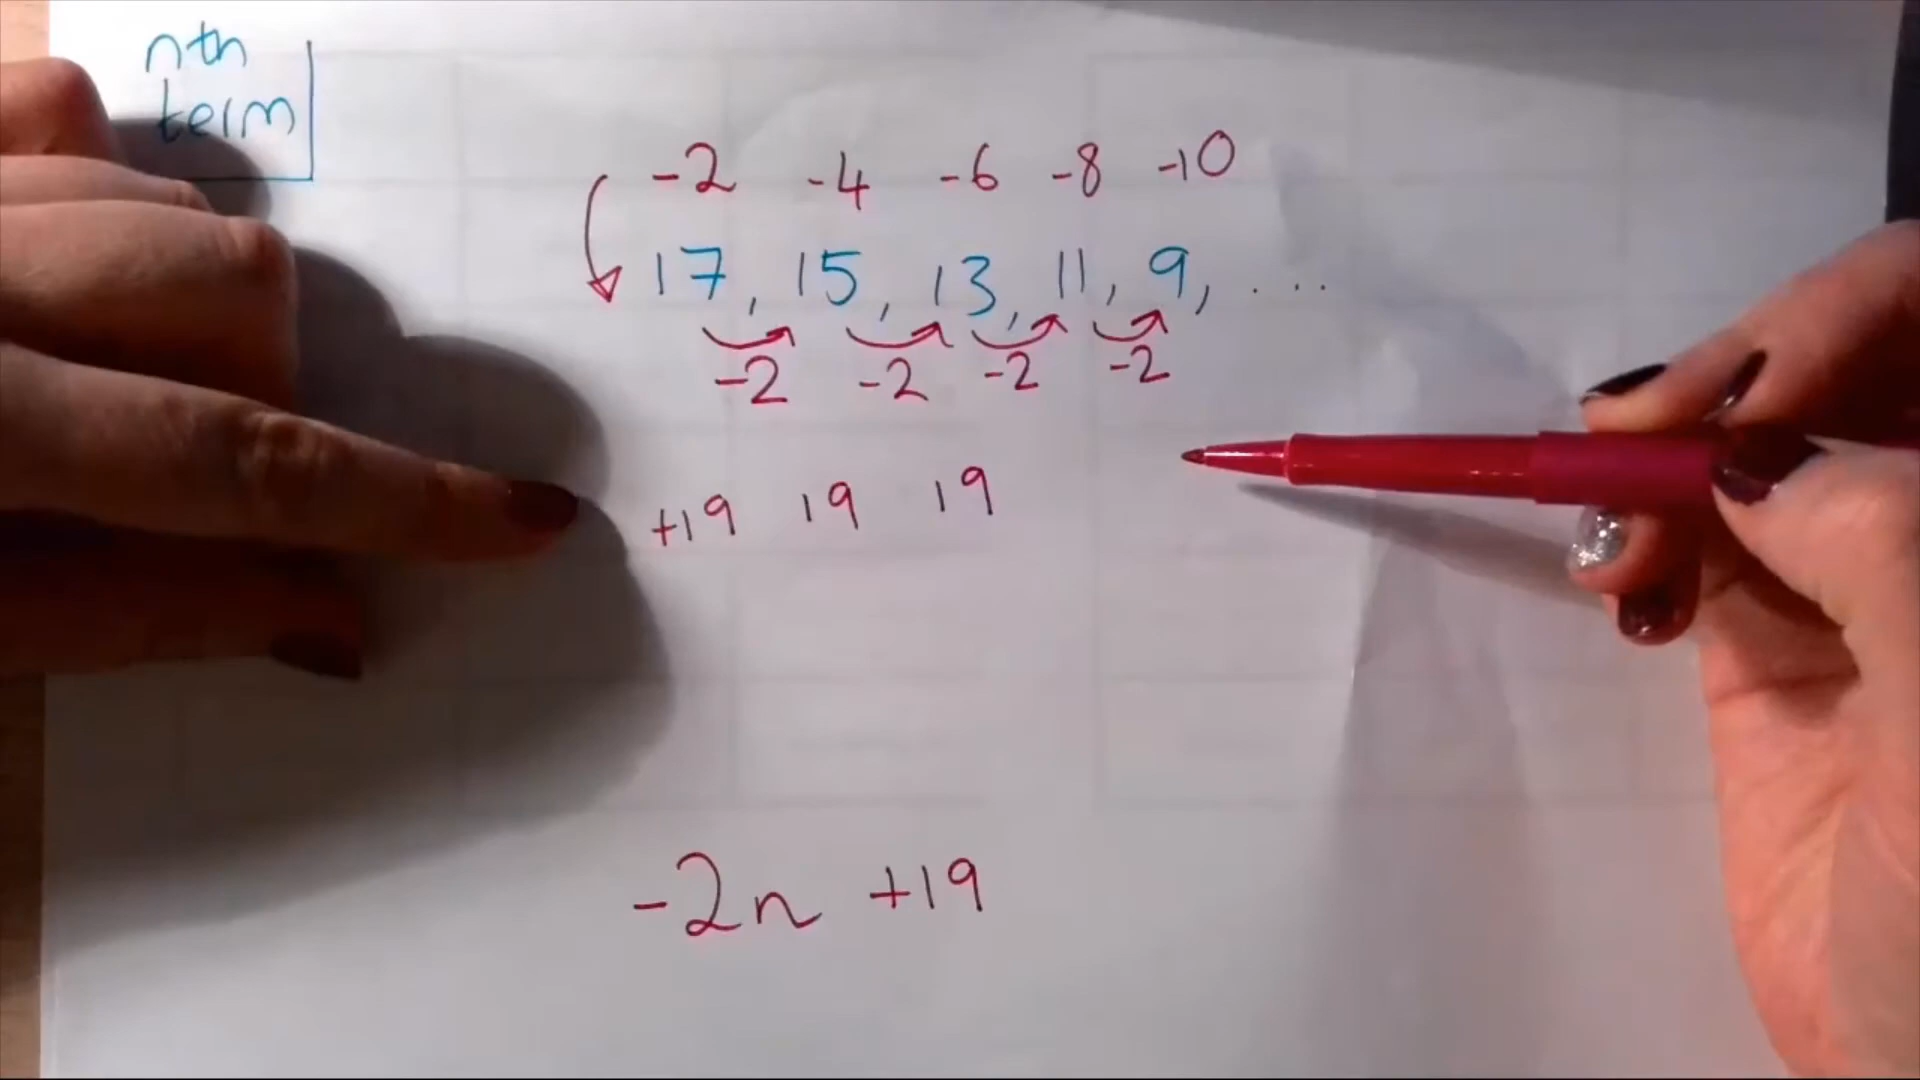 nth
term
-2 -4 -6 -8 -10
17, 15, 13, 11, 9, ....
-2 -2 -2 -2
+19 19 19
-2n +19